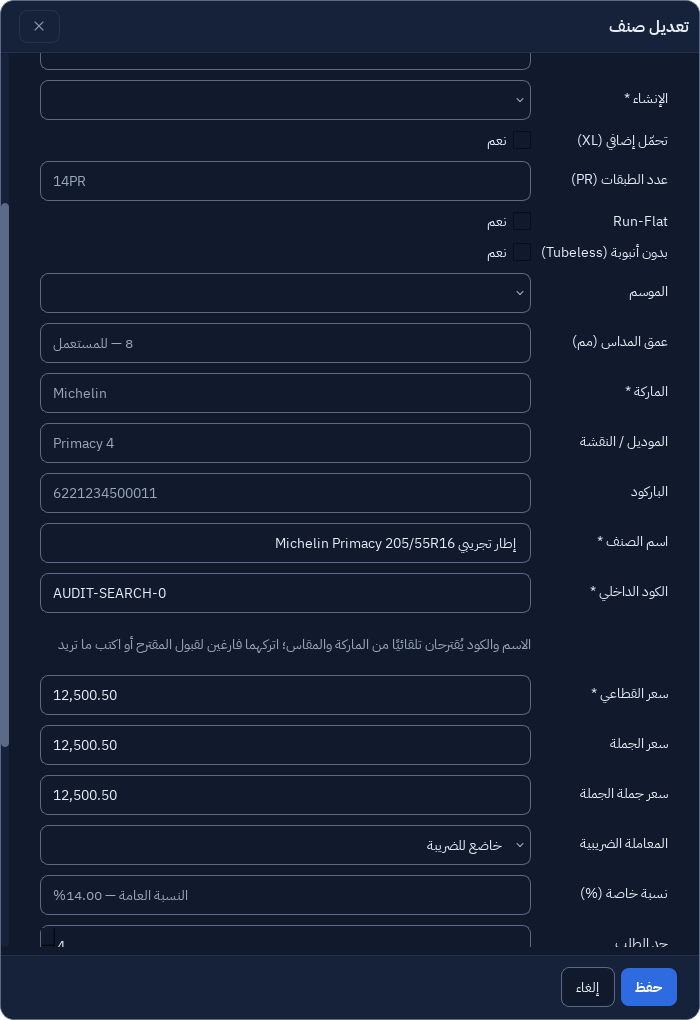 تعديل صنف
×
الإنشاء *
تحمّل إضافي (XL) نعم
عدد الطبقات (PR) 14PR
Run-Flat نعم
بدون أنبوبة (Tubeless) نعم
الموسم
عمق المداس (مم) 8 — للمستعمل
الماركة * Michelin
الموديل / النقشة Primacy 4
الباركود 6221234500011
اسم الصنف * إطار تجريبي Michelin Primacy 205/55R16
الكود الداخلي * AUDIT-SEARCH-0
الاسم والكود يُقترحان تلقائيًا من الماركة والمقاس؛ اتركهما فارغين لقبول المقترح أو اكتب ما تريد
سعر القطاعي * 12,500.50
سعر الجملة 12,500.50
سعر جملة الجملة 12,500.50
المعاملة الضريبية خاضع للضريبة
نسبة خاصة (%) النسبة العامة — 14.00%
حد الطلب 4
حفظ
إلغاء